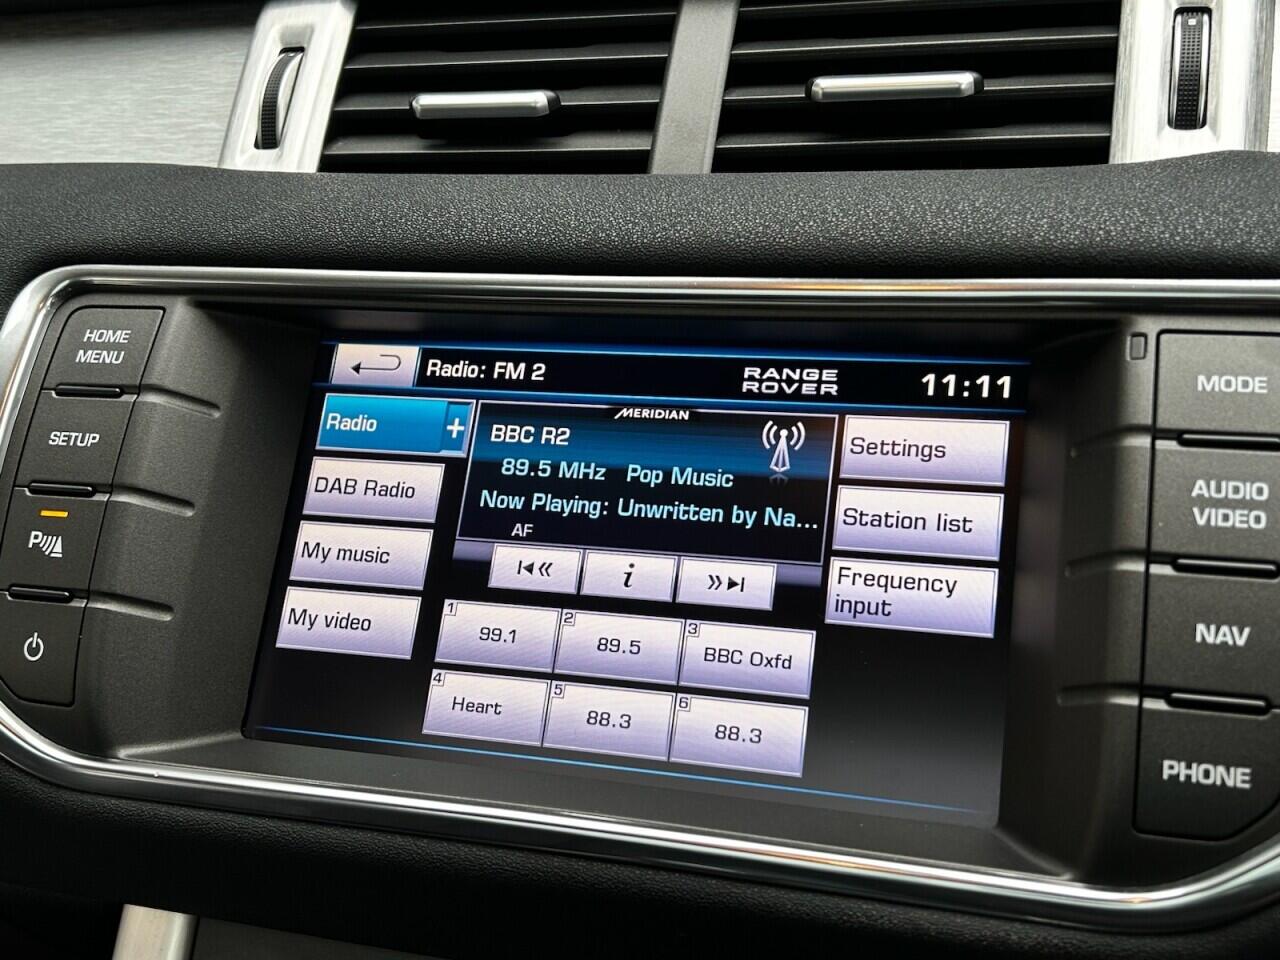 HOME
MENU
SETUP
P
Radio: FM 2
RANGE
ROVER
11:11
Radio +
DAB Radio
My music
My video
MERIDIAN
BBC R2
89.5 MHz Pop Music
Now Playing: Unwritten by Na...
AF
i
1 99.1
2 89.5
3 BBC Oxfd
4 Heart
5 88.3
6 88.3
Settings
Station list
Frequency
input
MODE
AUDIO
VIDEO
NAV
PHONE